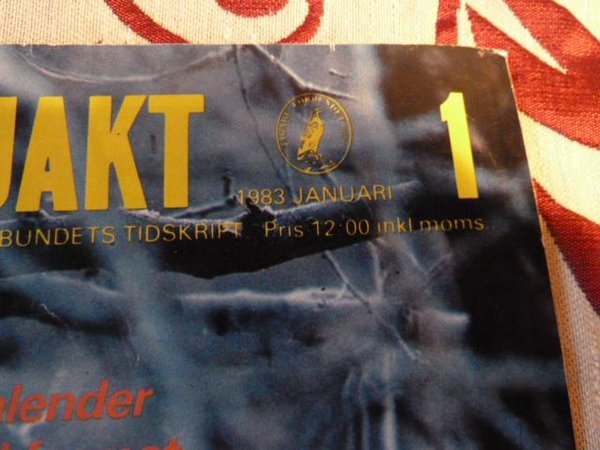 JAKT 1
1983 JANUARI
BUNDETS TIDSKRIFT Pris 12:00 inkl moms
alender